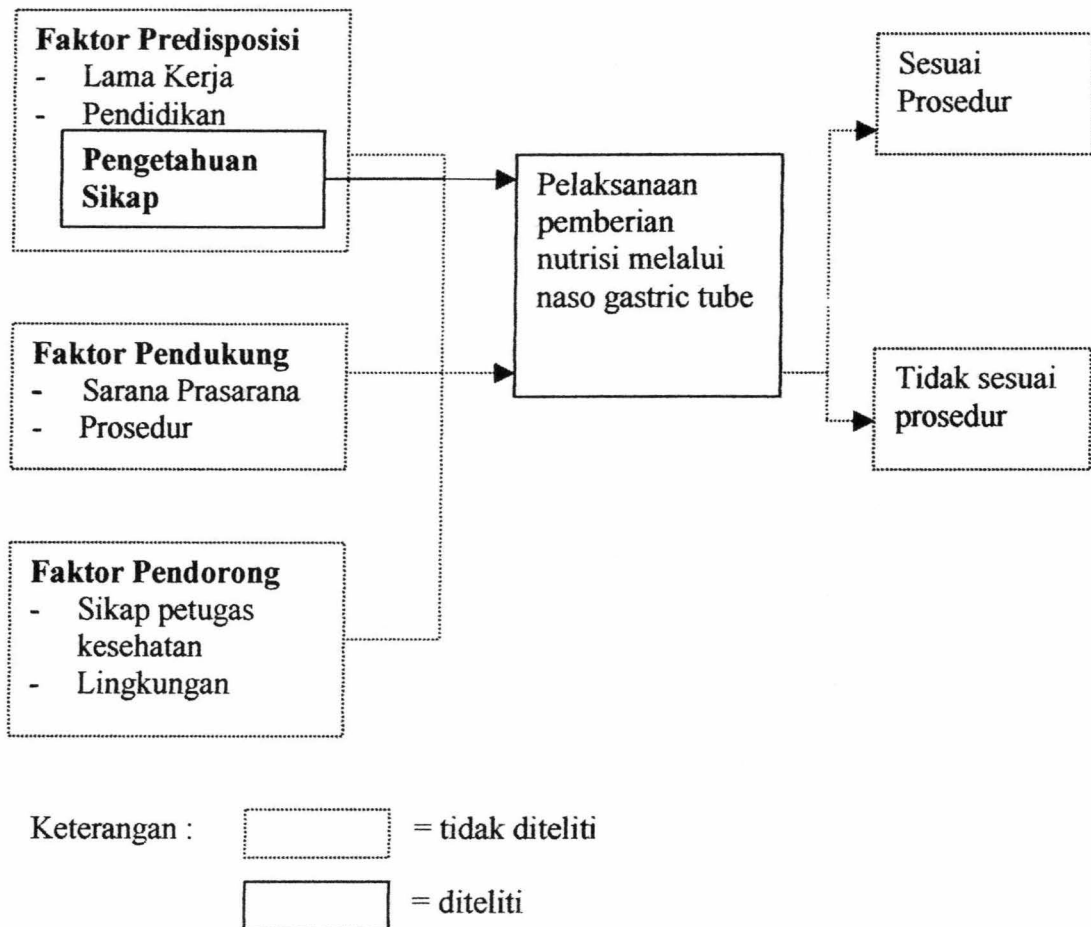 Faktor Predisposisi
- Lama Kerja
- Pendidikan
Pengetahuan
Sikap
Faktor Pendukung
- Sarana Prasarana
- Prosedur
Faktor Pendorong
- Sikap petugas
kesehatan
- Lingkungan
Pelaksanaan
pemberian
nutrisi melalui
naso gastric tube
Sesuai
Prosedur
Tidak sesuai
prosedur
Keterangan :
= tidak diteliti
= diteliti